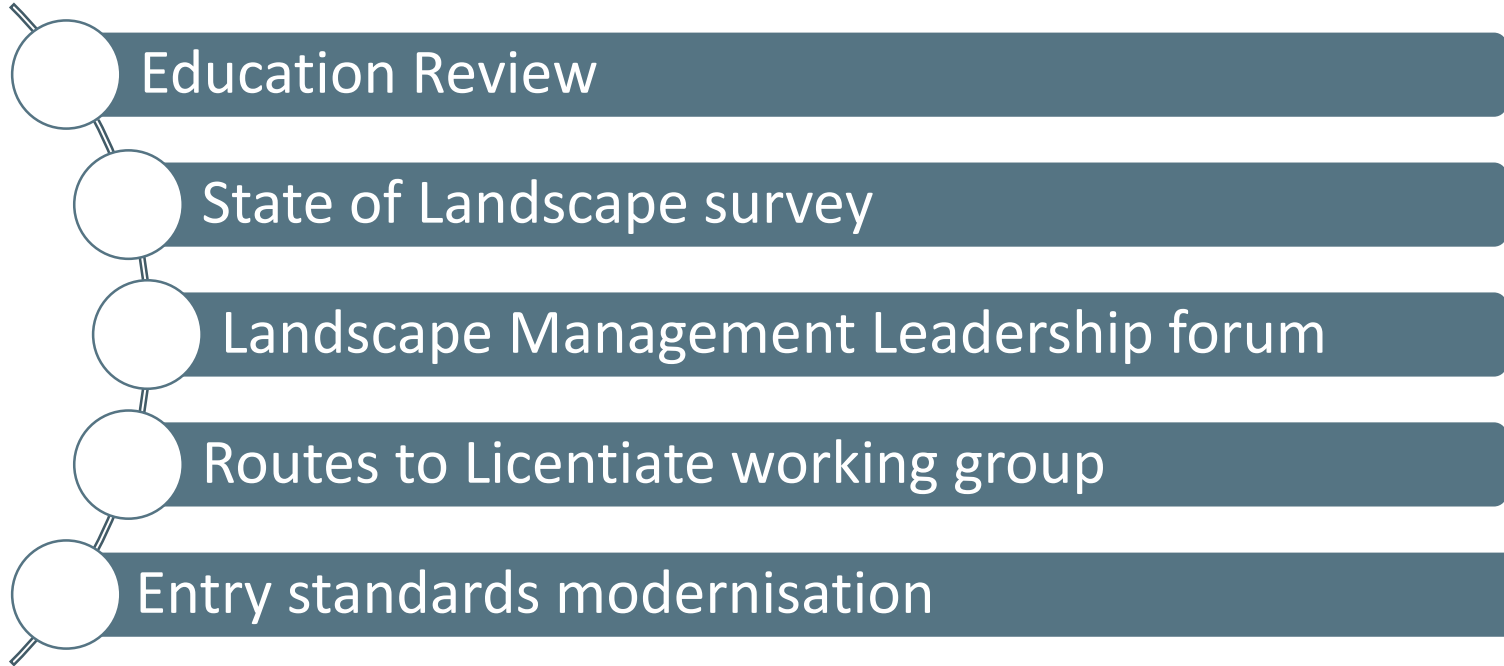 Education Review
State of Landscape survey
Landscape Management Leadership forum
Routes to Licentiate working group
Entry standards modernisation